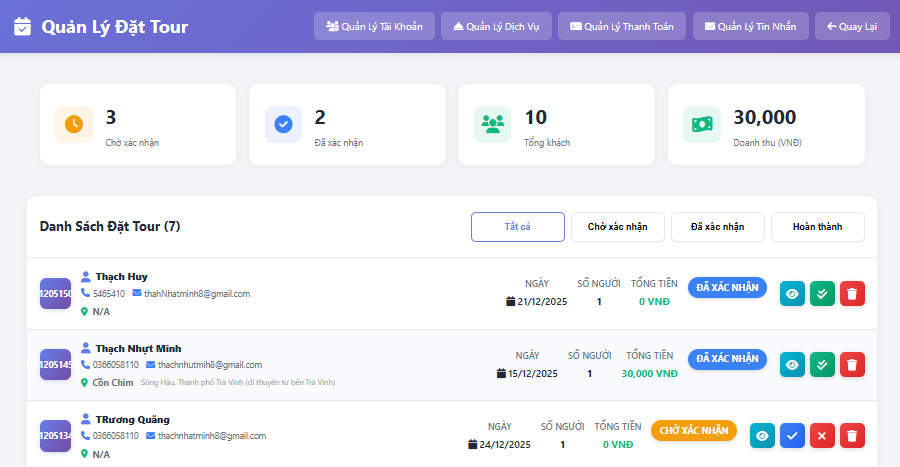 Quản Lý Đặt Tour
Quản Lý Tài Khoản
Quản Lý Dịch Vụ
Quản Lý Thanh Toán
Quản Lý Tin Nhắn
Quay Lại
3
Chờ xác nhận
2
Đã xác nhận
10
Tổng khách
30,000
Doanh thu (VNĐ)
Danh Sách Đặt Tour (7)
Tất cả
Chờ xác nhận
Đã xác nhận
Hoàn thành
1205150
Thạch Huy
5465410 thahNhatminh8@gmail.com
N/A
NGÀY
21/12/2025
SỐ NGƯỜI
1
TỔNG TIỀN
0 VNĐ
ĐÃ XÁC NHẬN
1205145
Thạch Nhựt Minh
0366058110 thachnhutmih8@gmail.com
Cồn Chim Sông Hậu, Thành phố Trà Vinh (đi thuyền từ bến Trà Vinh)
NGÀY
15/12/2025
SỐ NGƯỜI
1
TỔNG TIỀN
30,000 VNĐ
ĐÃ XÁC NHẬN
1205134
TRương Quãng
0366058110 thachnhatminh8@gmail.com
N/A
NGÀY
24/12/2025
SỐ NGƯỜI
1
TỔNG TIỀN
0 VNĐ
CHỜ XÁC NHẬN